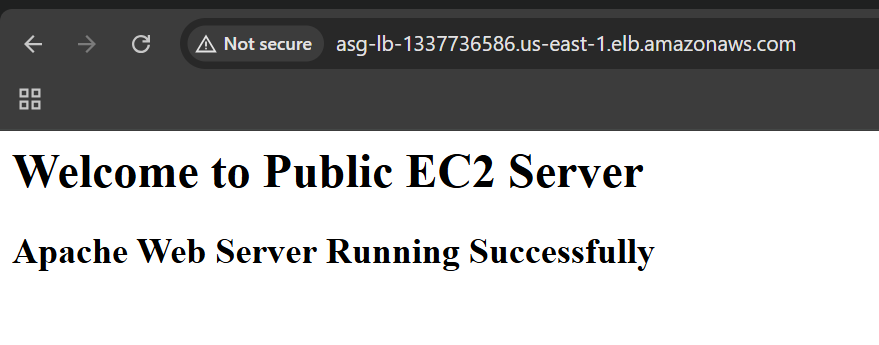 Not secure asg-lb-1337736586.us-east-1.elb.amazonaws.com
Welcome to Public EC2 Server
Apache Web Server Running Successfully